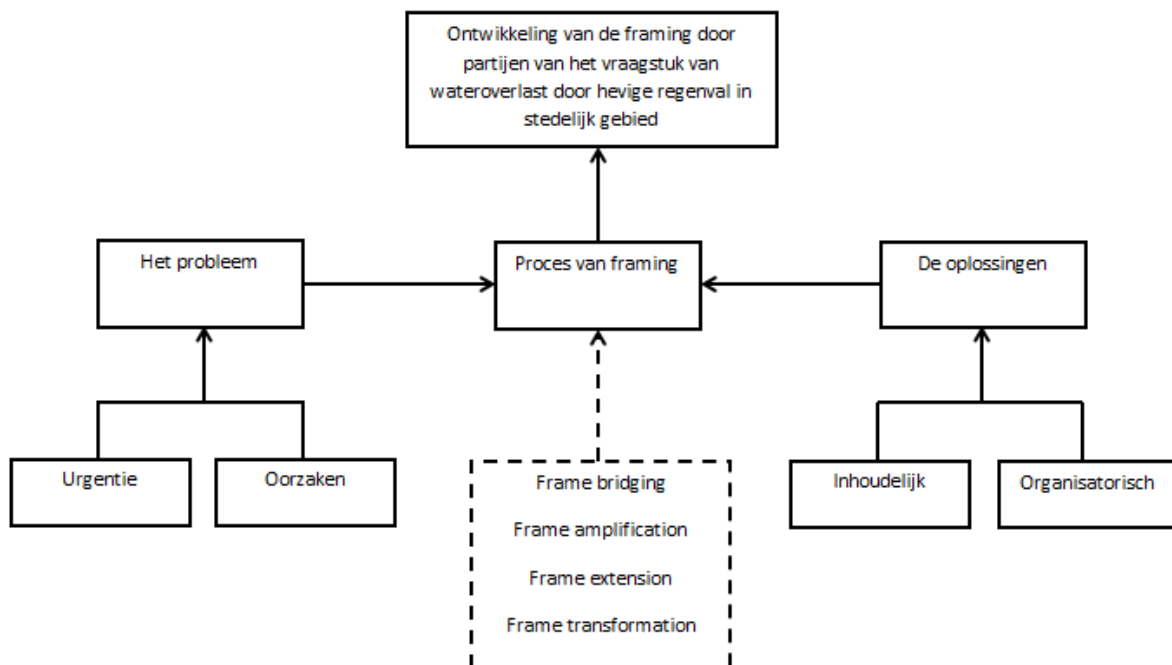 Ontwikkeling van de framing door
partijen van het vraagstuk van
wateroverlast door hevige regenval in
stedelijk gebied
Het probleem
Proces van framing
De oplossingen
Urgentie
Oorzaken
Frame bridging
Frame amplification
Frame extension
Frame transformation
Inhoudelijk
Organisatorisch